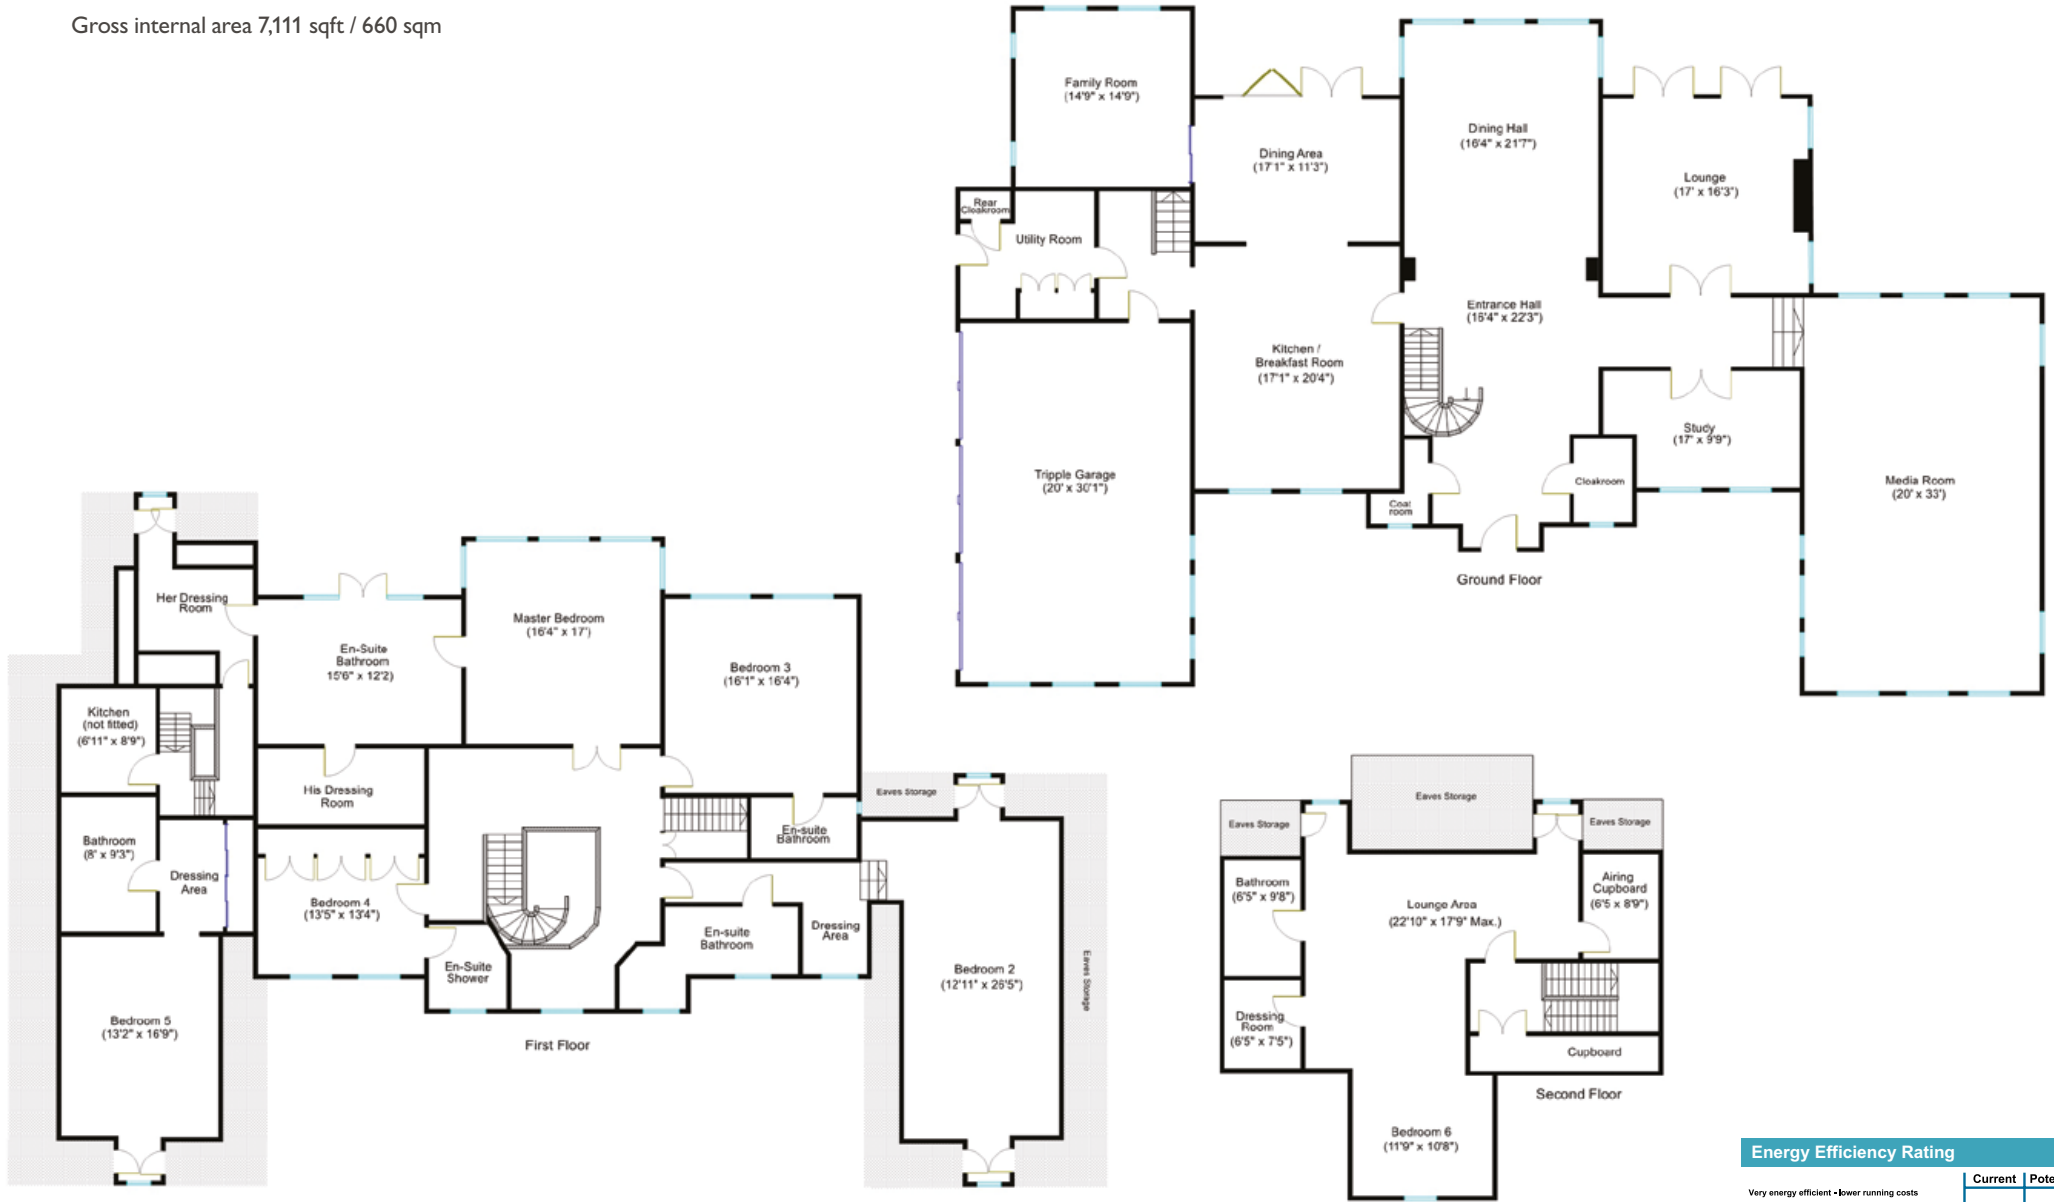 Gross internal area 7,111 sqft / 660 sqm
Family Room
(14'9" x 14'9")
Dining Area
(17'1" x 11'3")
Dining Hall
(16'4" x 21'7")
Lounge
(17' x 16'3")
Rear
Cloakroom
Utility Room
Entrance Hall
(16'4" x 22'3")
Kitchen /
Breakfast Room
(17'1" x 20'4")
Study
(17' x 9'9")
Tripple Garage
(20' x 30'1")
Coat
room
Cloakroom
Media Room
(20' x 33')
Ground Floor
Her Dressing
Room
Master Bedroom
(16'4" x 17')
En-Suite
Bathroom
15'6" x 12'2)
Bedroom 3
(16'1" x 16'4")
Kitchen
(not fitted)
(6'11" x 8'9")
His Dressing
Room
Eaves Storage
En-suite
Bathroom
Bathroom
(8' x 9'3")
Dressing
Area
Bedroom 4
(13'5" x 13'4")
En-suite
Bathroom
Dressing
Area
En-Suite
Shower
Bedroom 2
(12'11" x 26'5")
Eaves Storage
Bedroom 5
(13'2" x 16'9")
First Floor
Eaves Storage
Eaves Storage
Eaves Storage
Bathroom
(6'5" x 9'8")
Lounge Area
(22'10" x 17'9" Max.)
Airing
Cupboard
(6'5 x 8'9")
Dressing
Room
(6'5" x 7'5")
Cupboard
Second Floor
Bedroom 6
(11'9" x 10'8")
Energy Efficiency Rating
Current Pote
Very energy efficient - lower running costs